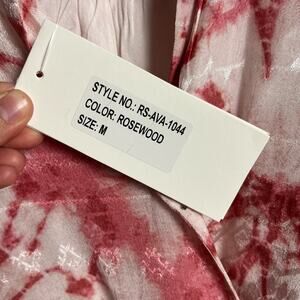 STYLE NO.: RS-AVA-1044
COLOR: ROSEWOOD
SIZE: M